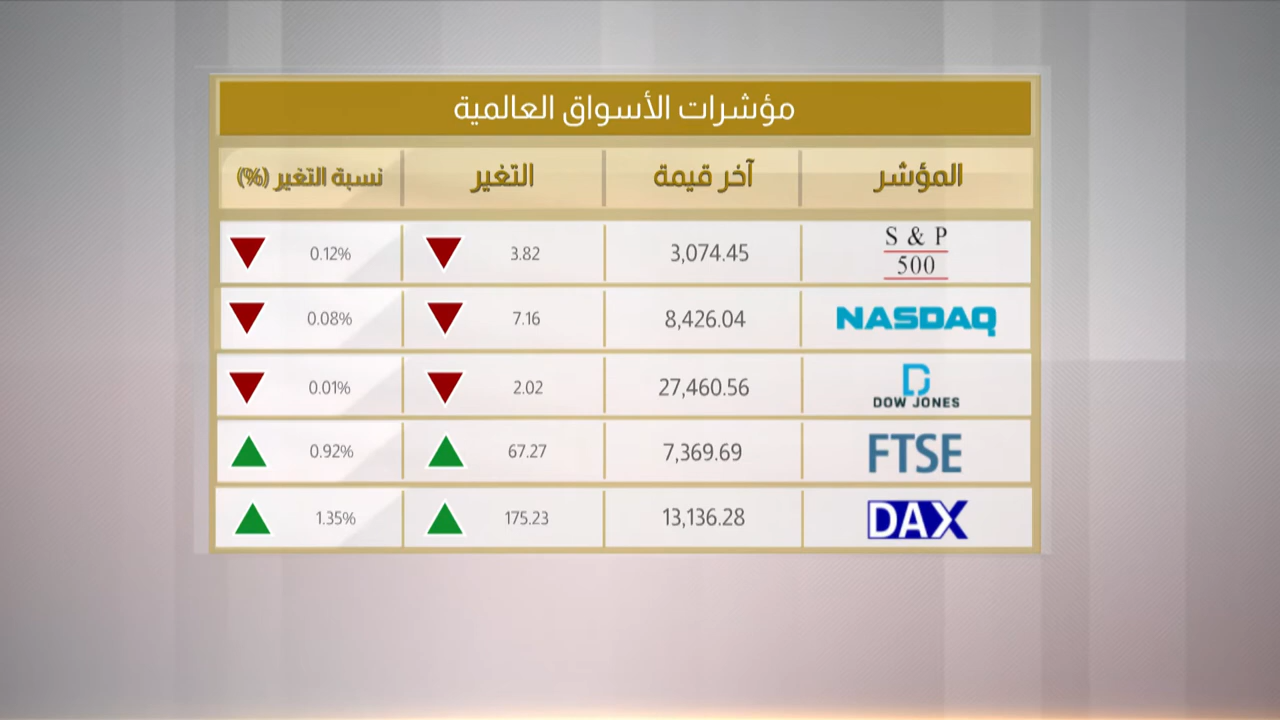 مؤشرات الأسواق العالمية
المؤشر آخر قيمة التغير نسبة التغير (%)
S & P
500 3,074.45 3.82 0.12%
NASDAQ 8,426.04 7.16 0.08%
DOW JONES 27,460.56 2.02 0.01%
FTSE 7,369.69 67.27 0.92%
DAX 13,136.28 175.23 1.35%